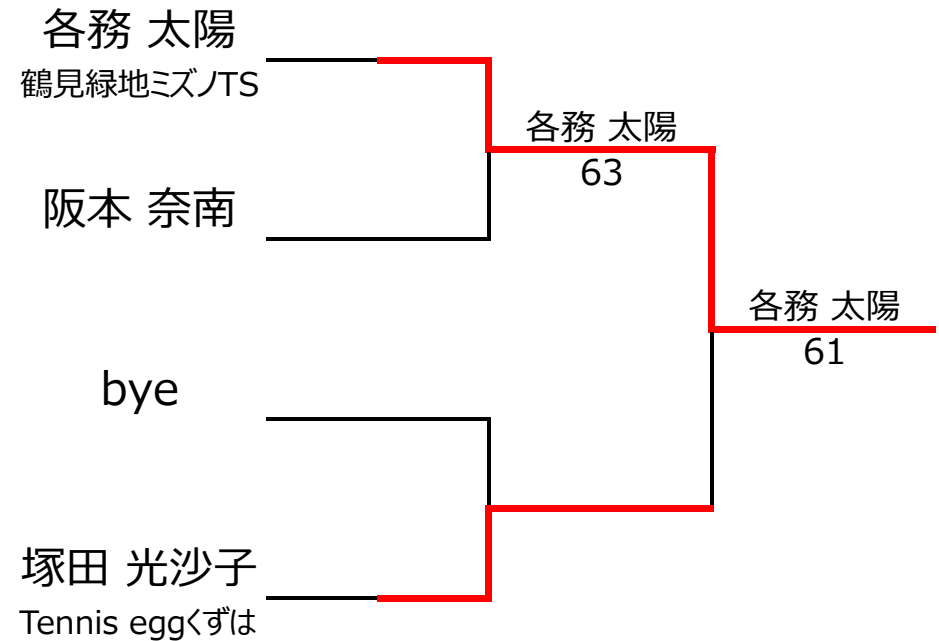 各務 太陽
鶴見緑地ミズノTS
各務 太陽
63
阪本 奈南
各務 太陽
61
bye
塚田 光沙子
Tennis eggくずは